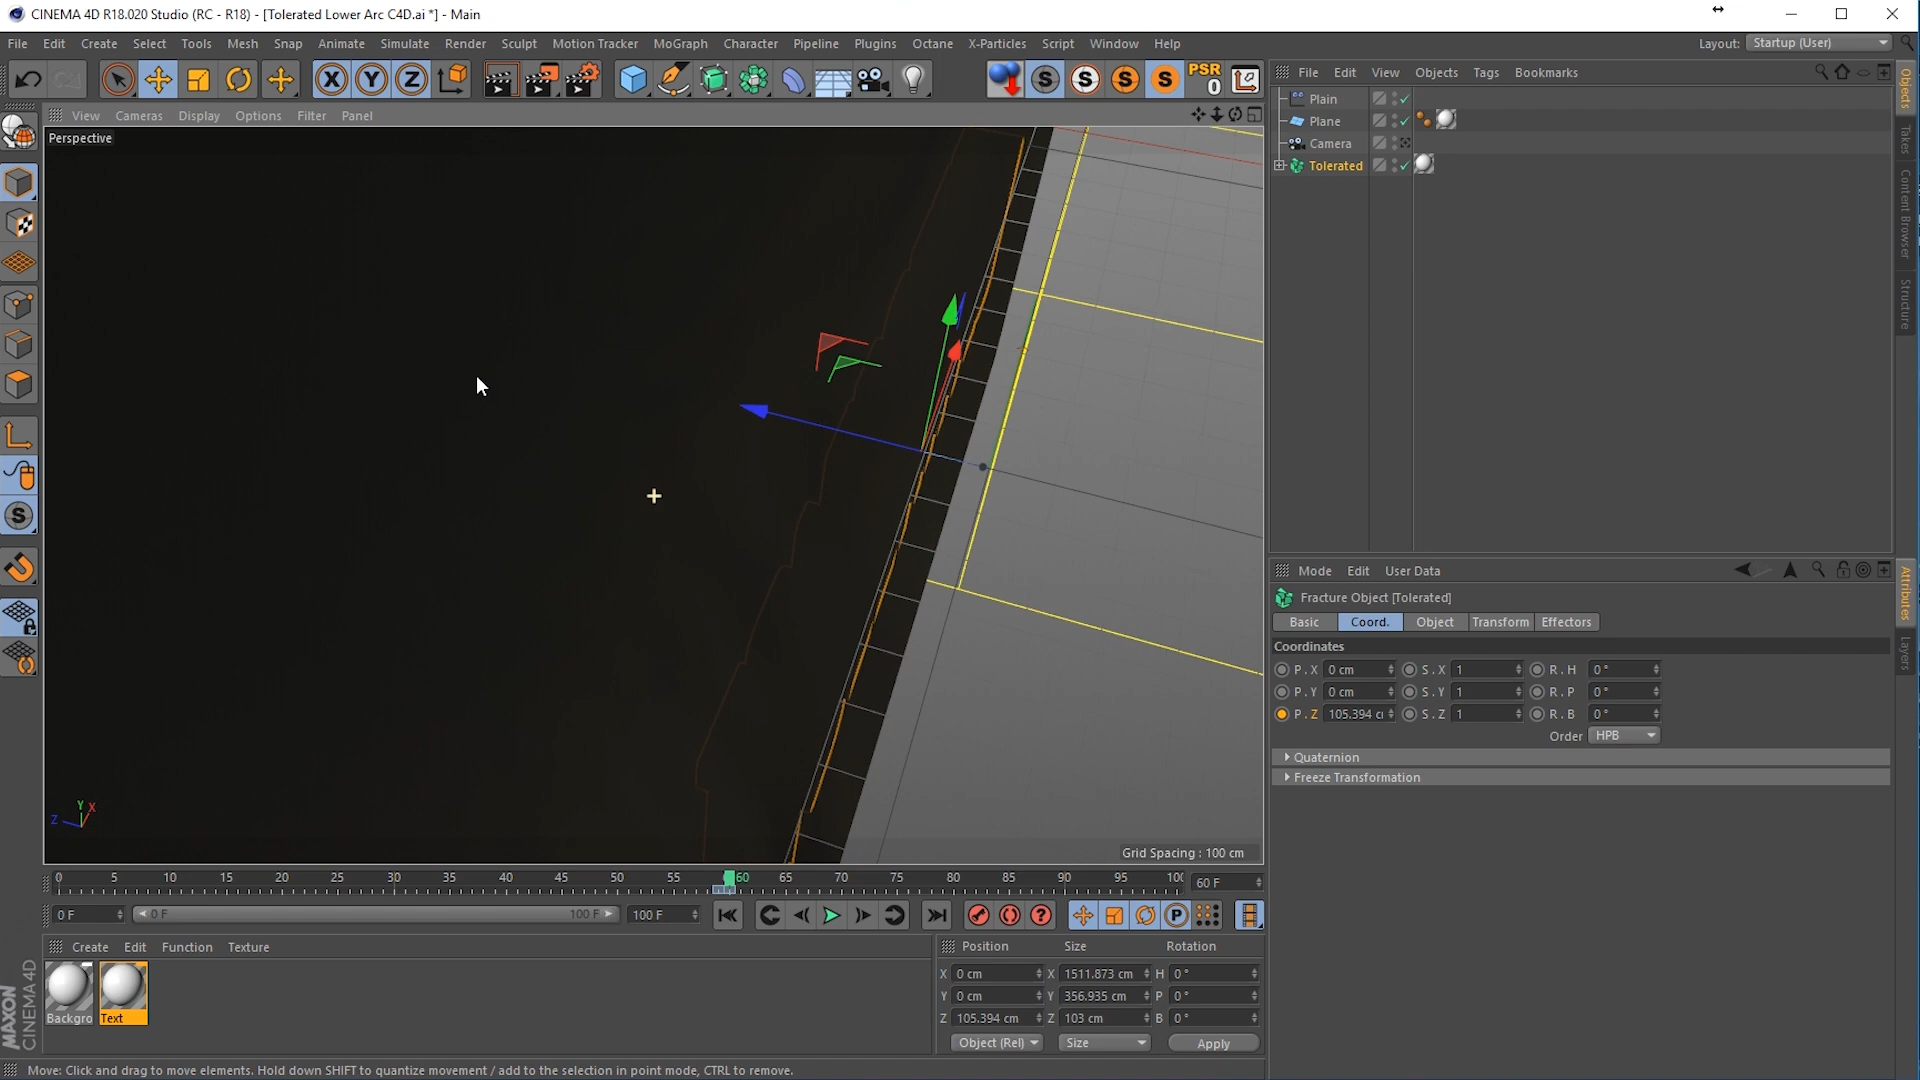 CINEMA 4D R18.020 Studio (RC - R18) - [Tolerated Lower Arc C4D.ai *] - Main
File Edit Create Select Tools Mesh Snap Animate Simulate Render Sculpt Motion Tracker MoGraph Character Pipeline Plugins Octane X-Particles Script Window Help
Layout: Startup (User)
X Y Z S S S S PSR 0
File Edit View Objects Tags Bookmarks
View Cameras Display Options Filter Panel
Perspective
Plain
Plane
Camera
Tolerated
Objects
Takes
Content Browser
Structure
Mode Edit User Data
Fracture Object [Tolerated]
Basic Coord. Object Transform Effectors
Coordinates
P . X 0 cm S . X 1 R . H 0 °
P . Y 0 cm S . Y 1 R . P 0 °
P . Z 105.394 c S . Z 1 R . B 0 °
Order HPB
Quaternion
Freeze Transformation
Attributes
Layers
S
Y X
Z
Grid Spacing : 100 cm
0 5 10 15 20 25 30 35 40 45 50 55 60 65 70 75 80 85 90 95 100
60 F
0 F 0 F 100 F 100 F
? P
Create Edit Function Texture
Backgro Text
Position Size Rotation
X 0 cm X 1511.873 cm H 0 °
Y 0 cm Y 356.935 cm P 0 °
Z 105.394 cm Z 103 cm B 0 °
Object (Rel) Size Apply
MAXON
CINEMA 4D
Move: Click and drag to move elements. Hold down SHIFT to quantize movement / add to the selection in point mode, CTRL to remove.